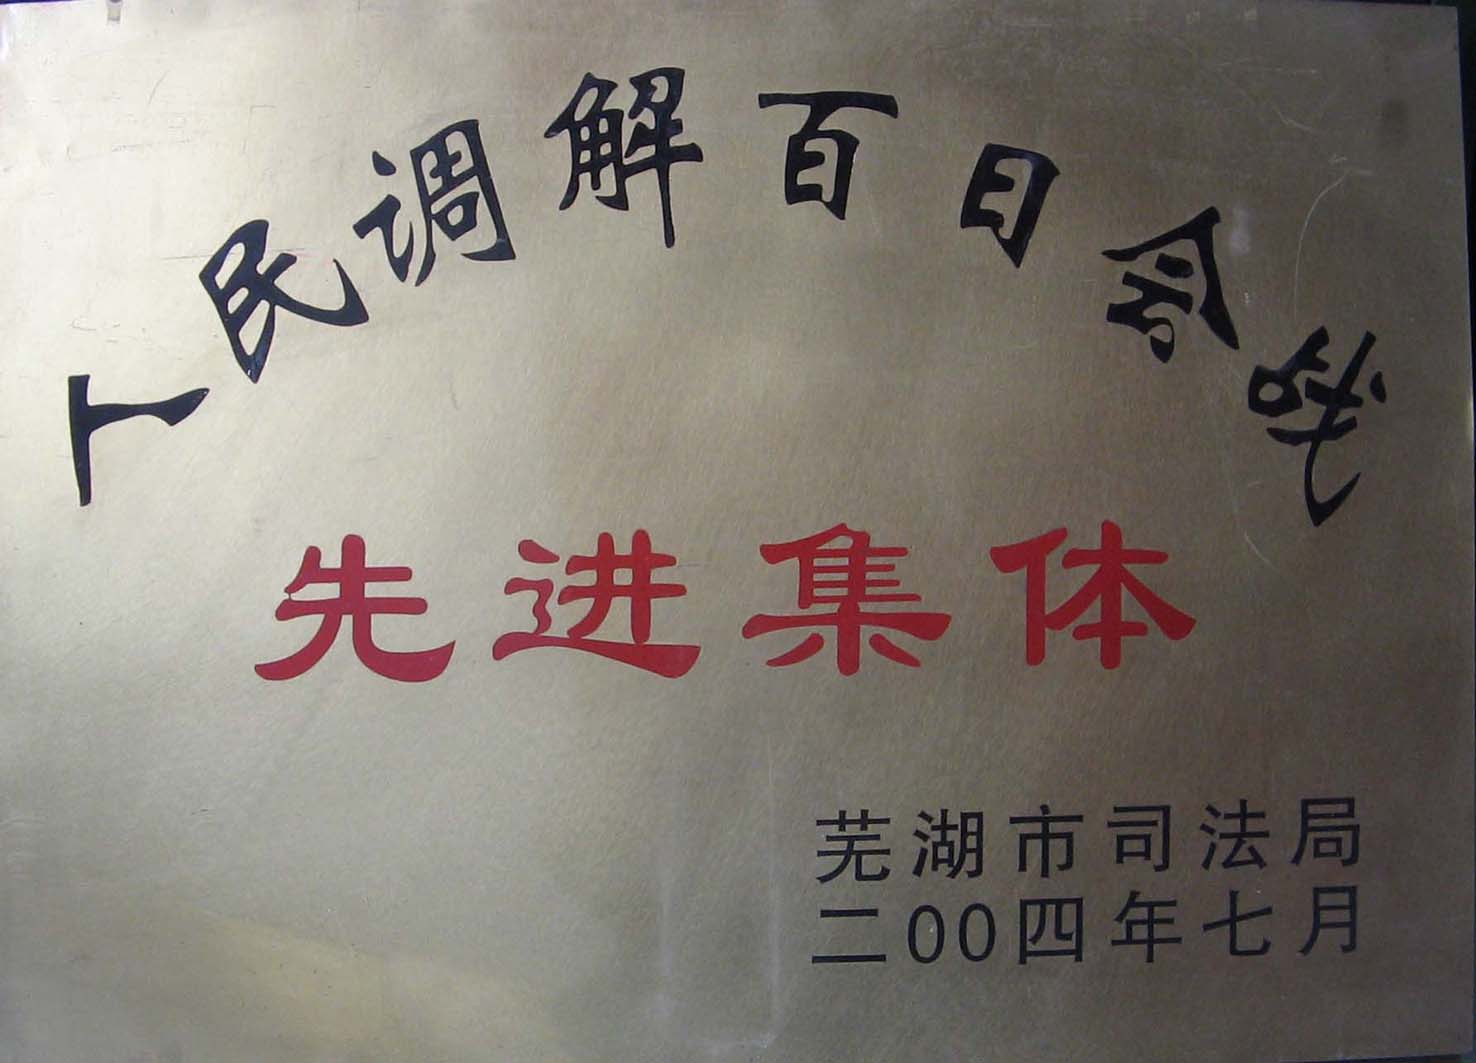 人民调解百日会战
先进集体
芜湖市司法局
二00四年七月